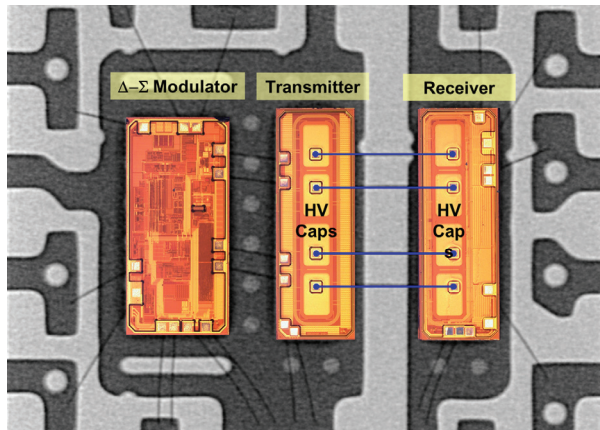 Δ–Σ Modulator
Transmitter
Receiver
HV
Caps
HV
Cap
s